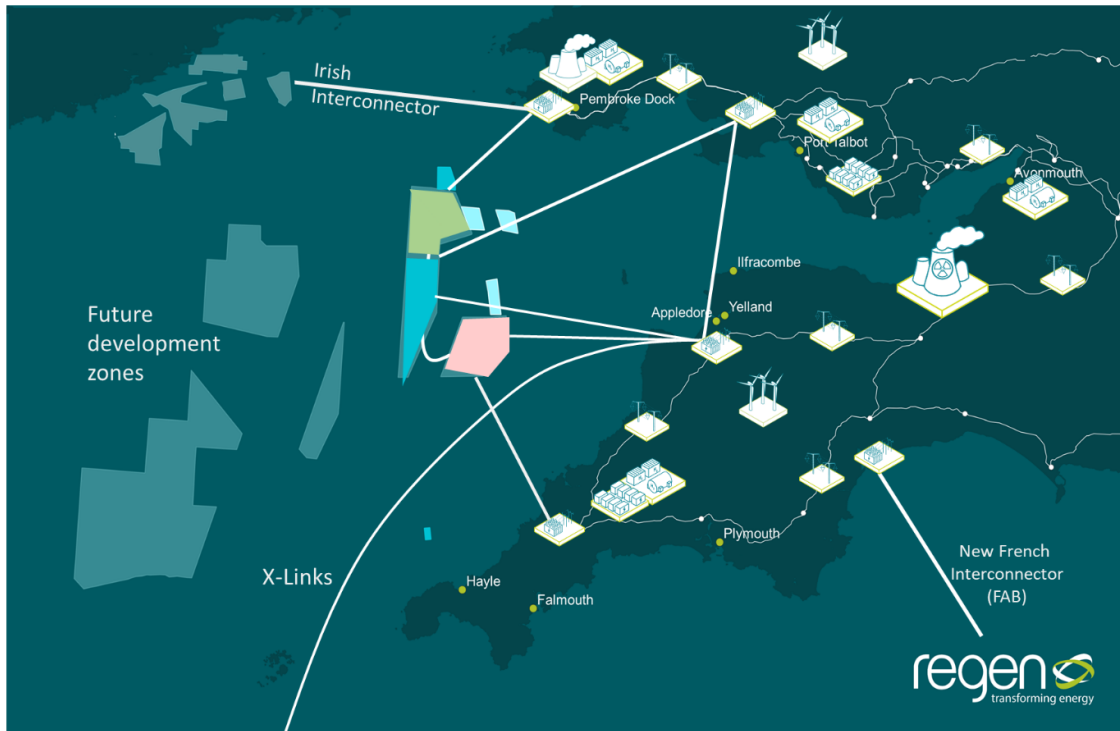 Irish
Interconnector
Pembroke Dock
Port Talbot
Avonmouth
Ilfracombe
Appledore
Yelland
Future
development
zones
X-Links
Plymouth
Hayle
Falmouth
New French
Interconnector
(FAB)
regen
transforming energy